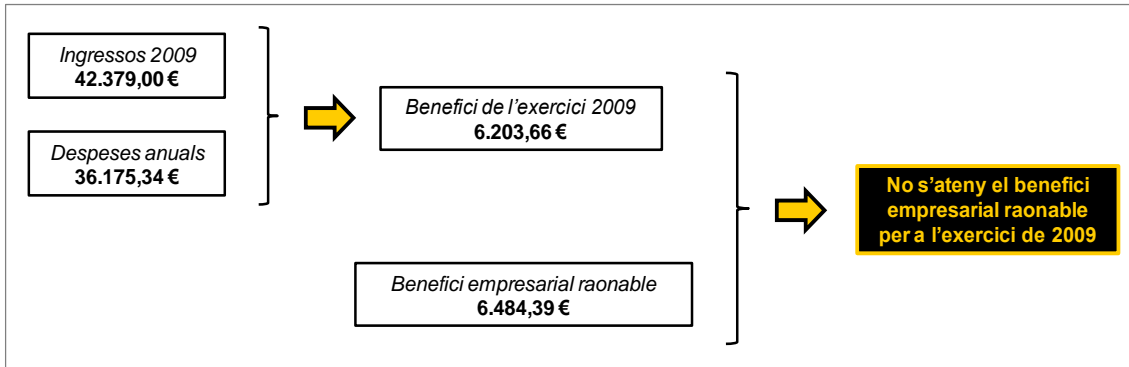 Ingressos 2009
42.379,00 €
Despeses anuals
36.175,34 €
Benefici de l'exercici 2009
6.203,66 €
Benefici empresarial raonable
6.484,39 €
No s'ateny el benefici
empresarial raonable
per a l'exercici de 2009